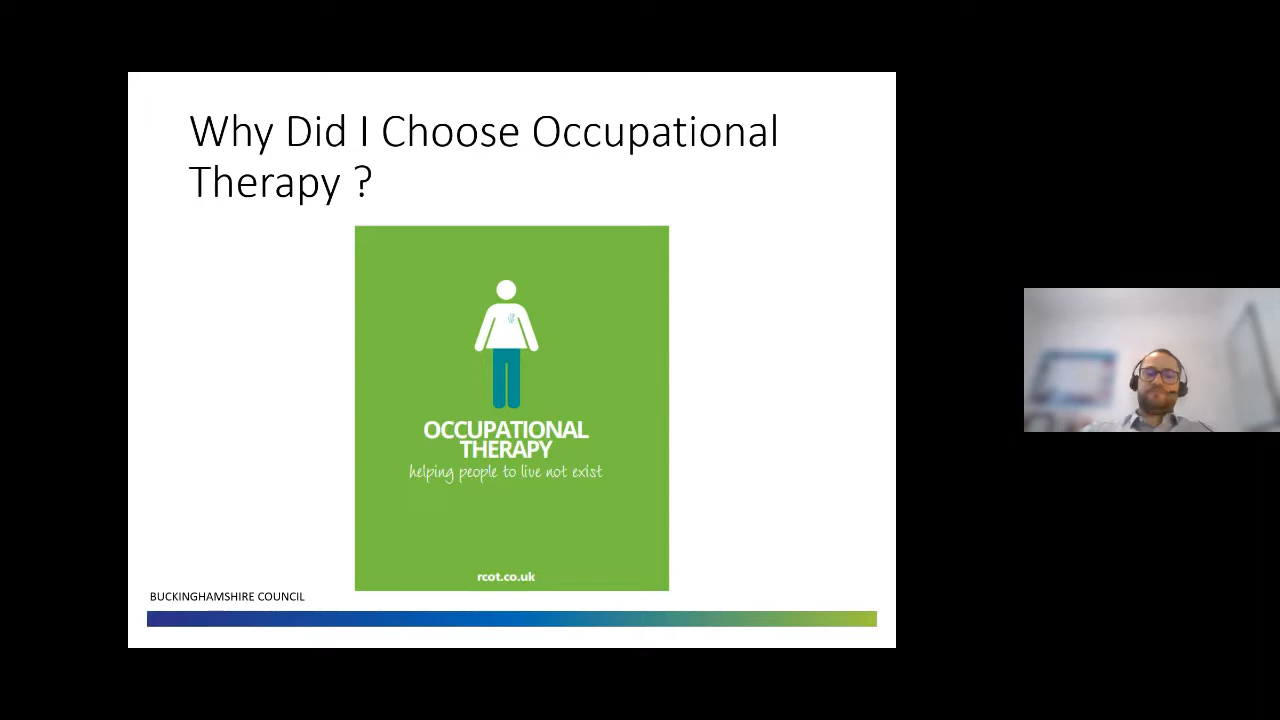 Why Did I Choose Occupational
Therapy ?
OCCUPATIONAL
THERAPY
helping people to live not exist
rcot.co.uk
BUCKINGHAMSHIRE COUNCIL